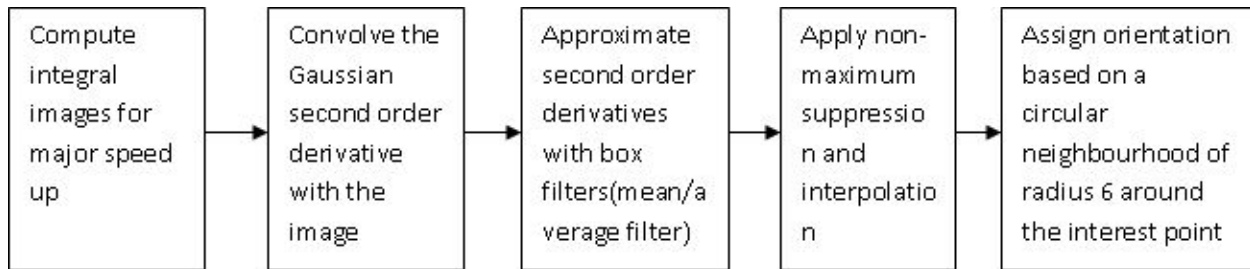 Compute
integral
images for
major speed
up
Convolve the
Gaussian
second order
derivative
with the
image
Approximate
second order
derivatives
with box
filters(mean/a
verage filter)
Apply non-
maximum
suppressio
n and
interpolatio
n
Assign orientation
based on a
circular
neighbourhood of
radius 6 around
the interest point